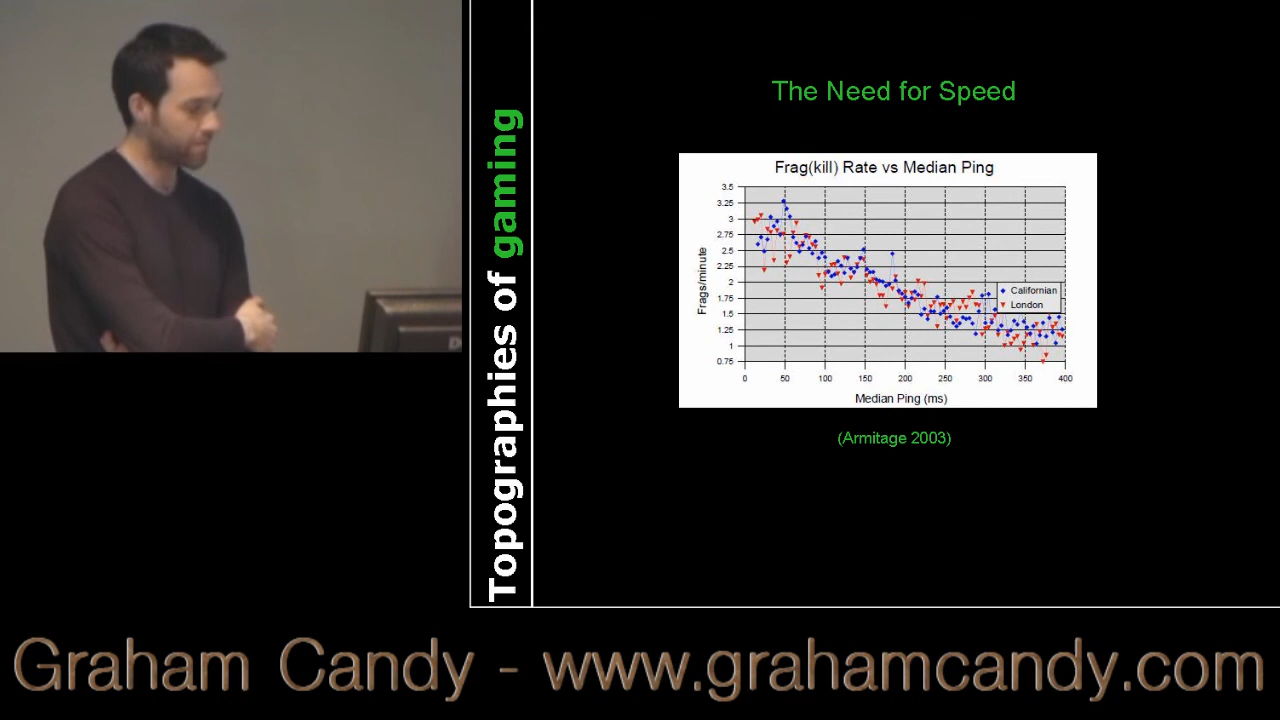 Topographies of gaming
The Need for Speed
Frag(kill) Rate vs Median Ping
3.5
3.25
3
2.75
2.5
2.25
2
1.75
1.5
1.25
1
0.75
Frags/minute
Californian
London
0 50 100 150 200 250 300 350 400
Median Ping (ms)
(Armitage 2003)
D
Graham Candy - www.grahamcandy.com